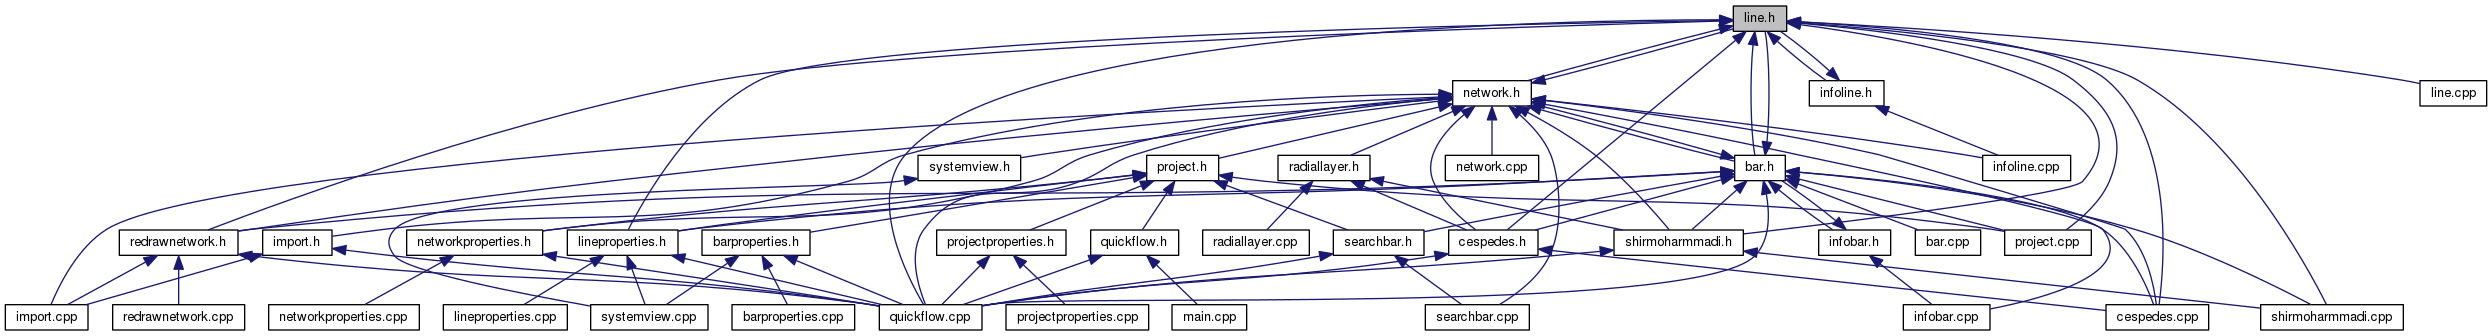 line.h
network.h
infoline.h
line.cpp
systemview.h
project.h
radiallayer.h
network.cpp
bar.h
infoline.cpp
redrawnetwork.h
import.h
networkproperties.h
lineproperties.h
barproperties.h
projectproperties.h
quickflow.h
radiallayer.cpp
searchbar.h
cespedes.h
shirmoharmmadi.h
infobar.h
bar.cpp
project.cpp
import.cpp
redrawnetwork.cpp
networkproperties.cpp
lineproperties.cpp
systemview.cpp
barproperties.cpp
quickflow.cpp
projectproperties.cpp
main.cpp
searchbar.cpp
infobar.cpp
cespedes.cpp
shirmoharmmadi.cpp